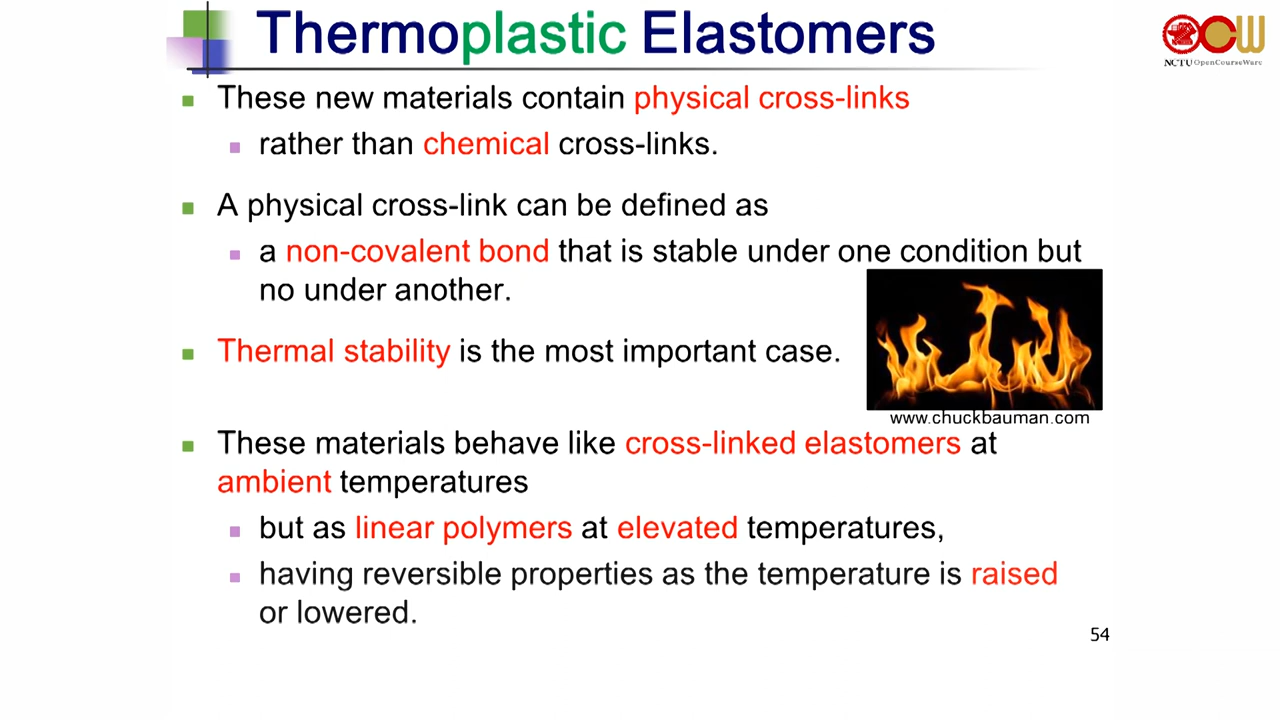 Thermoplastic Elastomers
OCW
NCTU OpenCourseWare
These new materials contain physical cross-links
rather than chemical cross-links.
A physical cross-link can be defined as
a non-covalent bond that is stable under one condition but
no under another.
Thermal stability is the most important case.
www.chuckbauman.com
These materials behave like cross-linked elastomers at
ambient temperatures
but as linear polymers at elevated temperatures,
having reversible properties as the temperature is raised
or lowered.
54